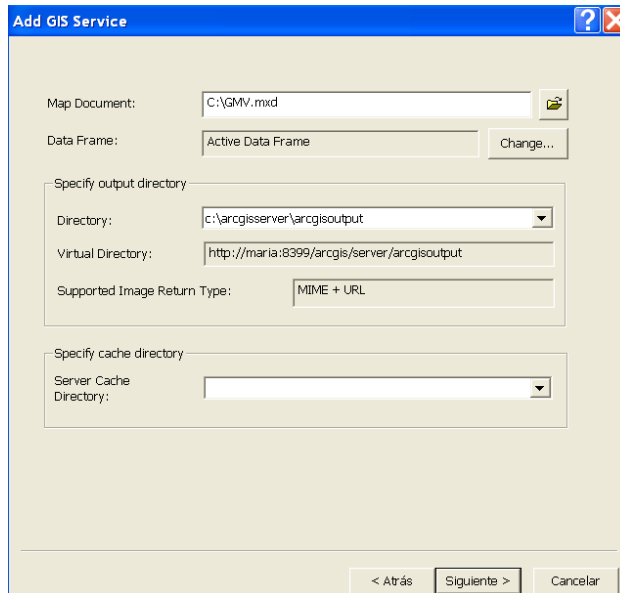 Add GIS Service
Map Document: C:\GMV.mxd
Data Frame: Active Data Frame Change...
Specify output directory
Directory: c:\arcgisserver\arcgisoutput
Virtual Directory: http://maria:8399/arcgis/server/arcgisoutput
Supported Image Return Type: MIME + URL
Specify cache directory
Server Cache
Directory:
< Atrás Siguiente > Cancelar